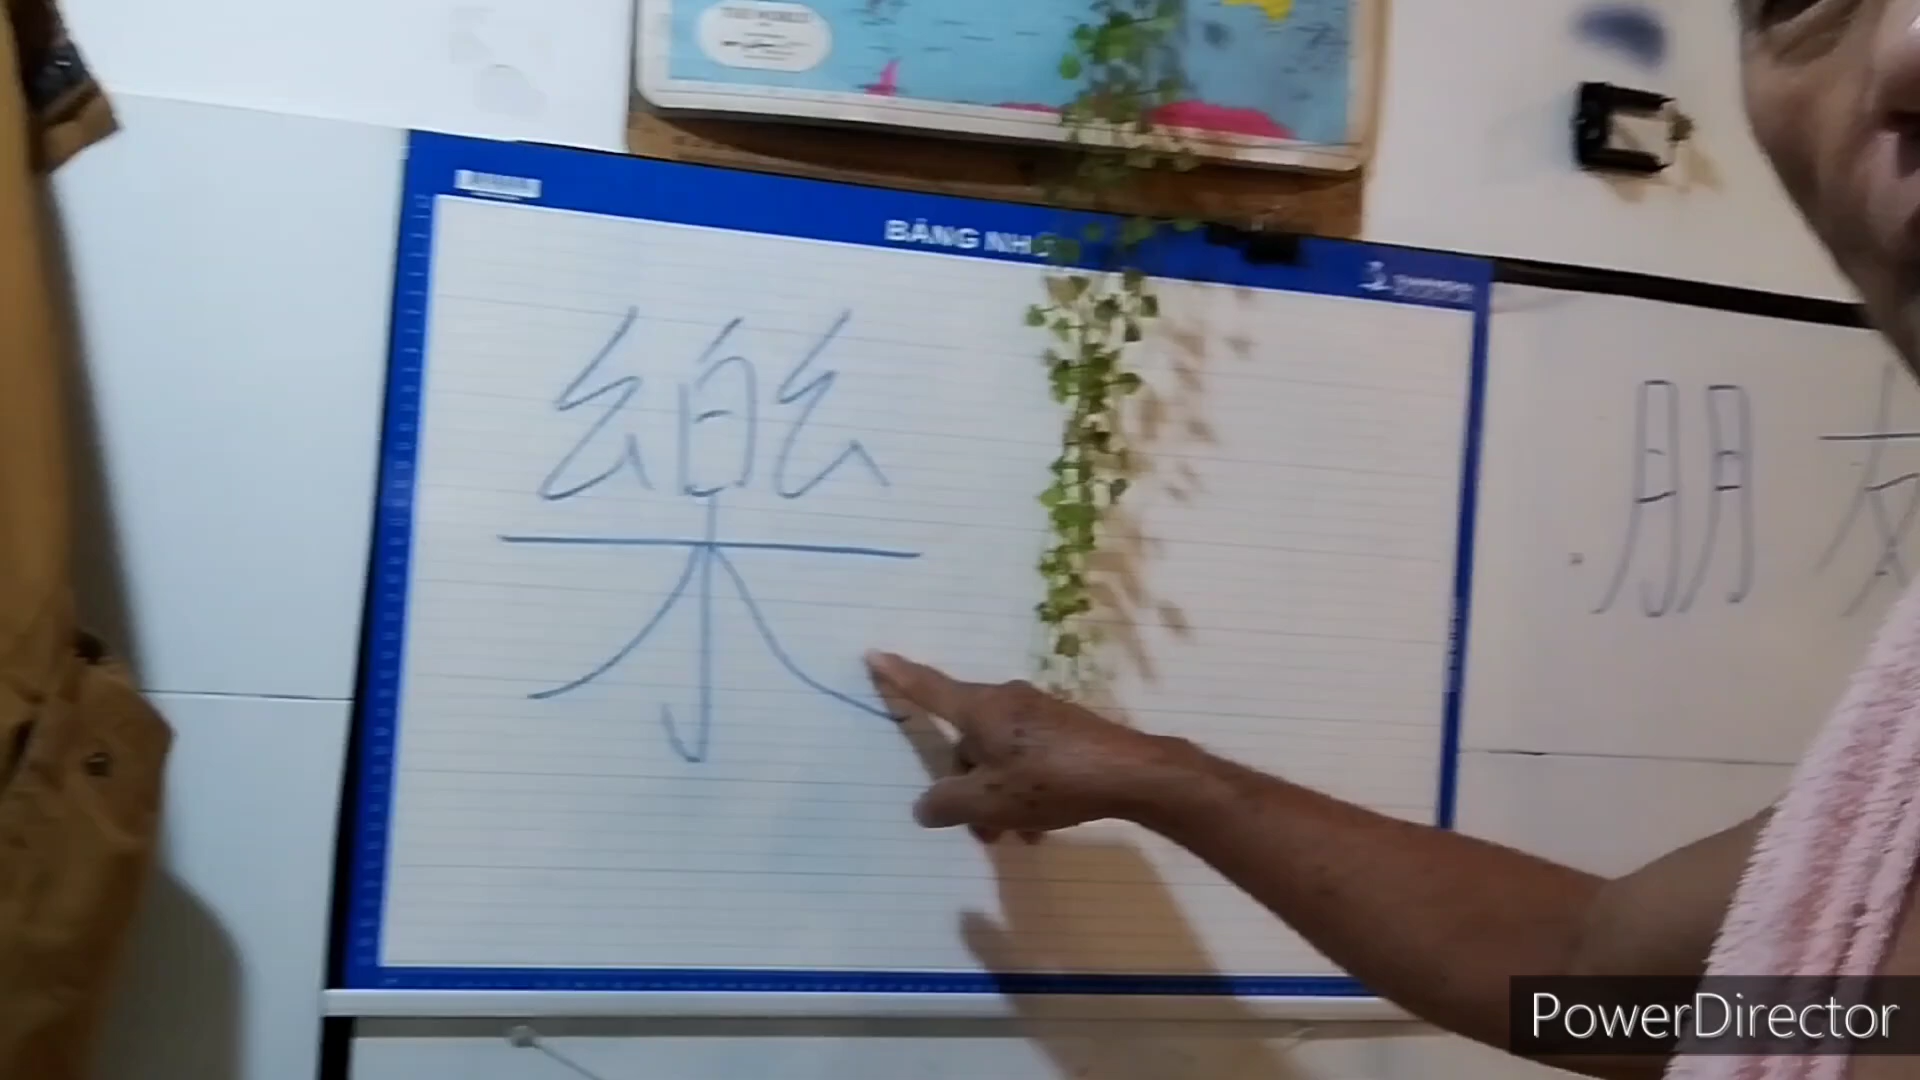 BẢNG NH
樂
朋友
PowerDirector